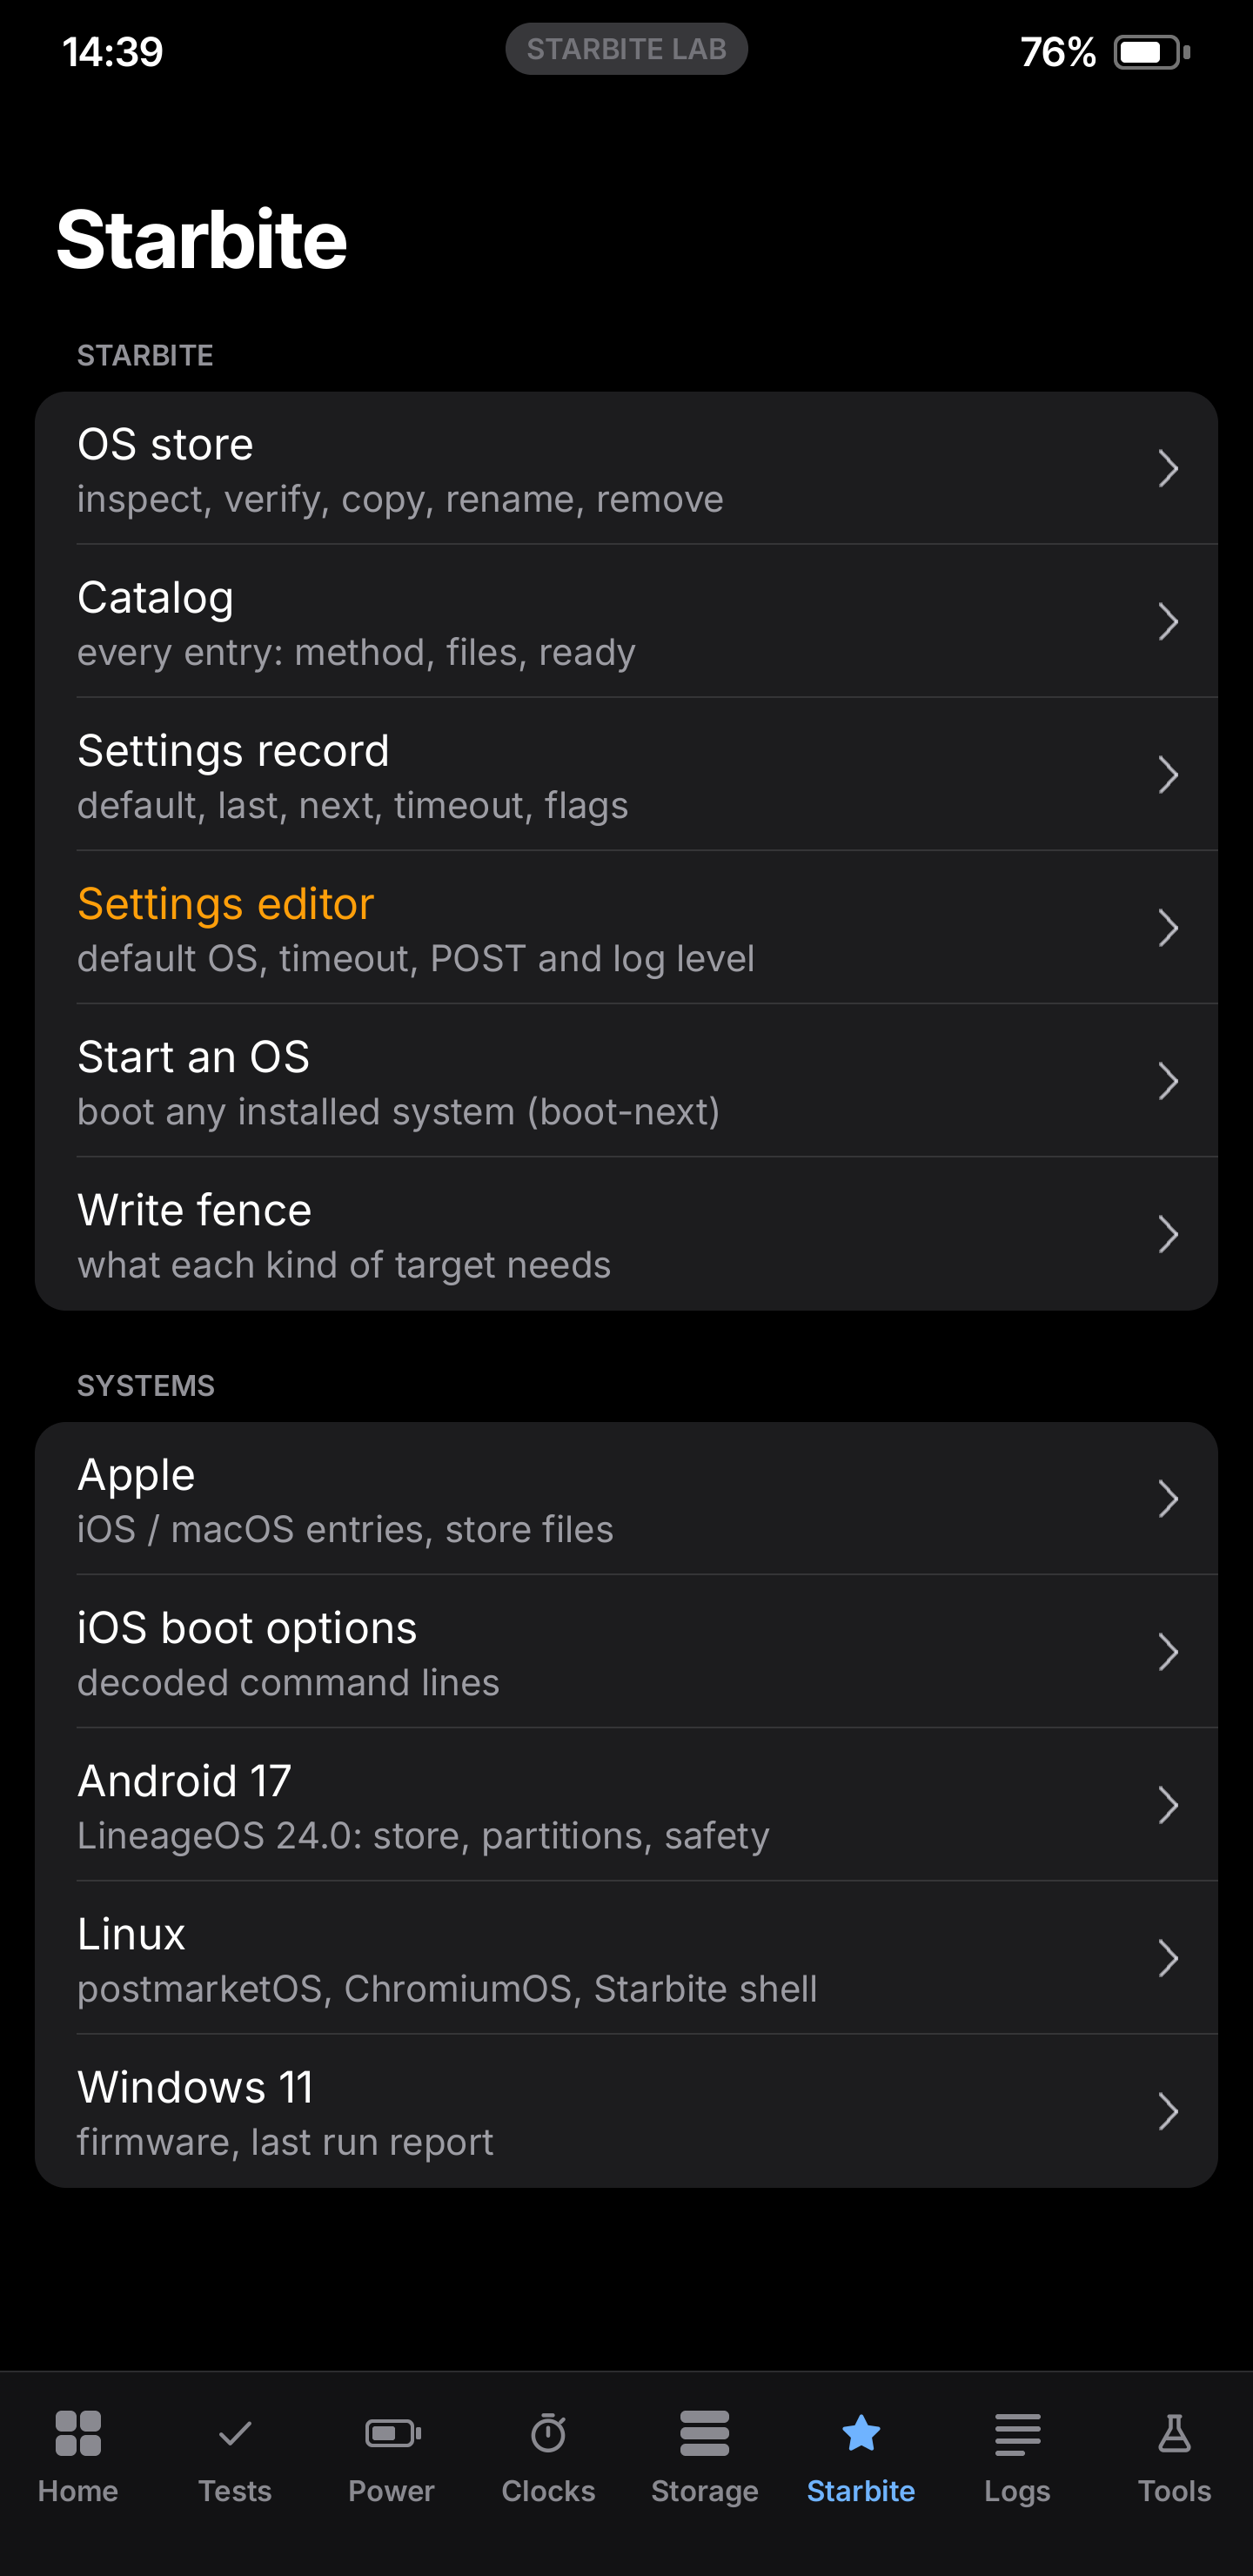 14:39
STARBITE LAB
76%
Starbite
STARBITE
OS store
inspect, verify, copy, rename, remove
Catalog
every entry: method, files, ready
Settings record
default, last, next, timeout, flags
Settings editor
default OS, timeout, POST and log level
Start an OS
boot any installed system (boot-next)
Write fence
what each kind of target needs
SYSTEMS
Apple
iOS / macOS entries, store files
iOS boot options
decoded command lines
Android 17
LineageOS 24.0: store, partitions, safety
Linux
postmarketOS, ChromiumOS, Starbite shell
Windows 11
firmware, last run report
Home
Tests
Power
Clocks
Storage
Starbite
Logs
Tools